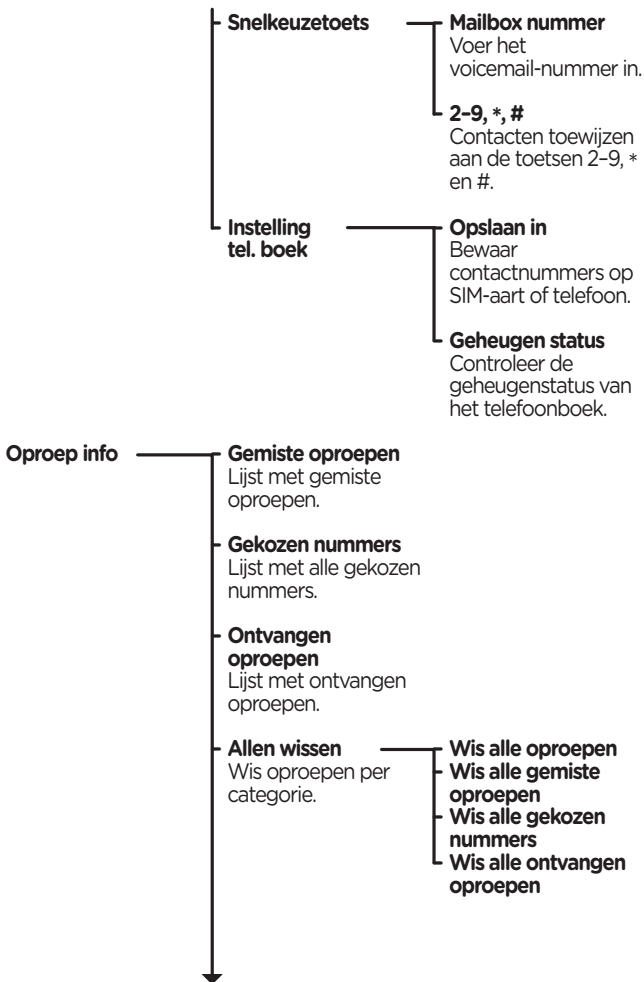 Snelkeuzetoets
Mailbox nummer
Voer het
voicemail-nummer in.
2–9, *, #
Contacten toewijzen
aan de toetsen 2–9, *
en #.
Instelling
tel. boek
Opslaan in
Bewaar
contactnummers op
SIM-aart of telefoon.
Geheugen status
Controleer de
geheugenstatus van
het telefoonboek.
Oproep info
Gemiste oproepen
Lijst met gemiste
oproepen.
Gekozen nummers
Lijst met alle gekozen
nummers.
Ontvangen
oproepen
Lijst met ontvangen
oproepen.
Allen wissen
Wis oproepen per
categorie.
Wis alle oproepen
Wis alle gemiste
oproepen
Wis alle gekozen
nummers
Wis alle ontvangen
oproepen